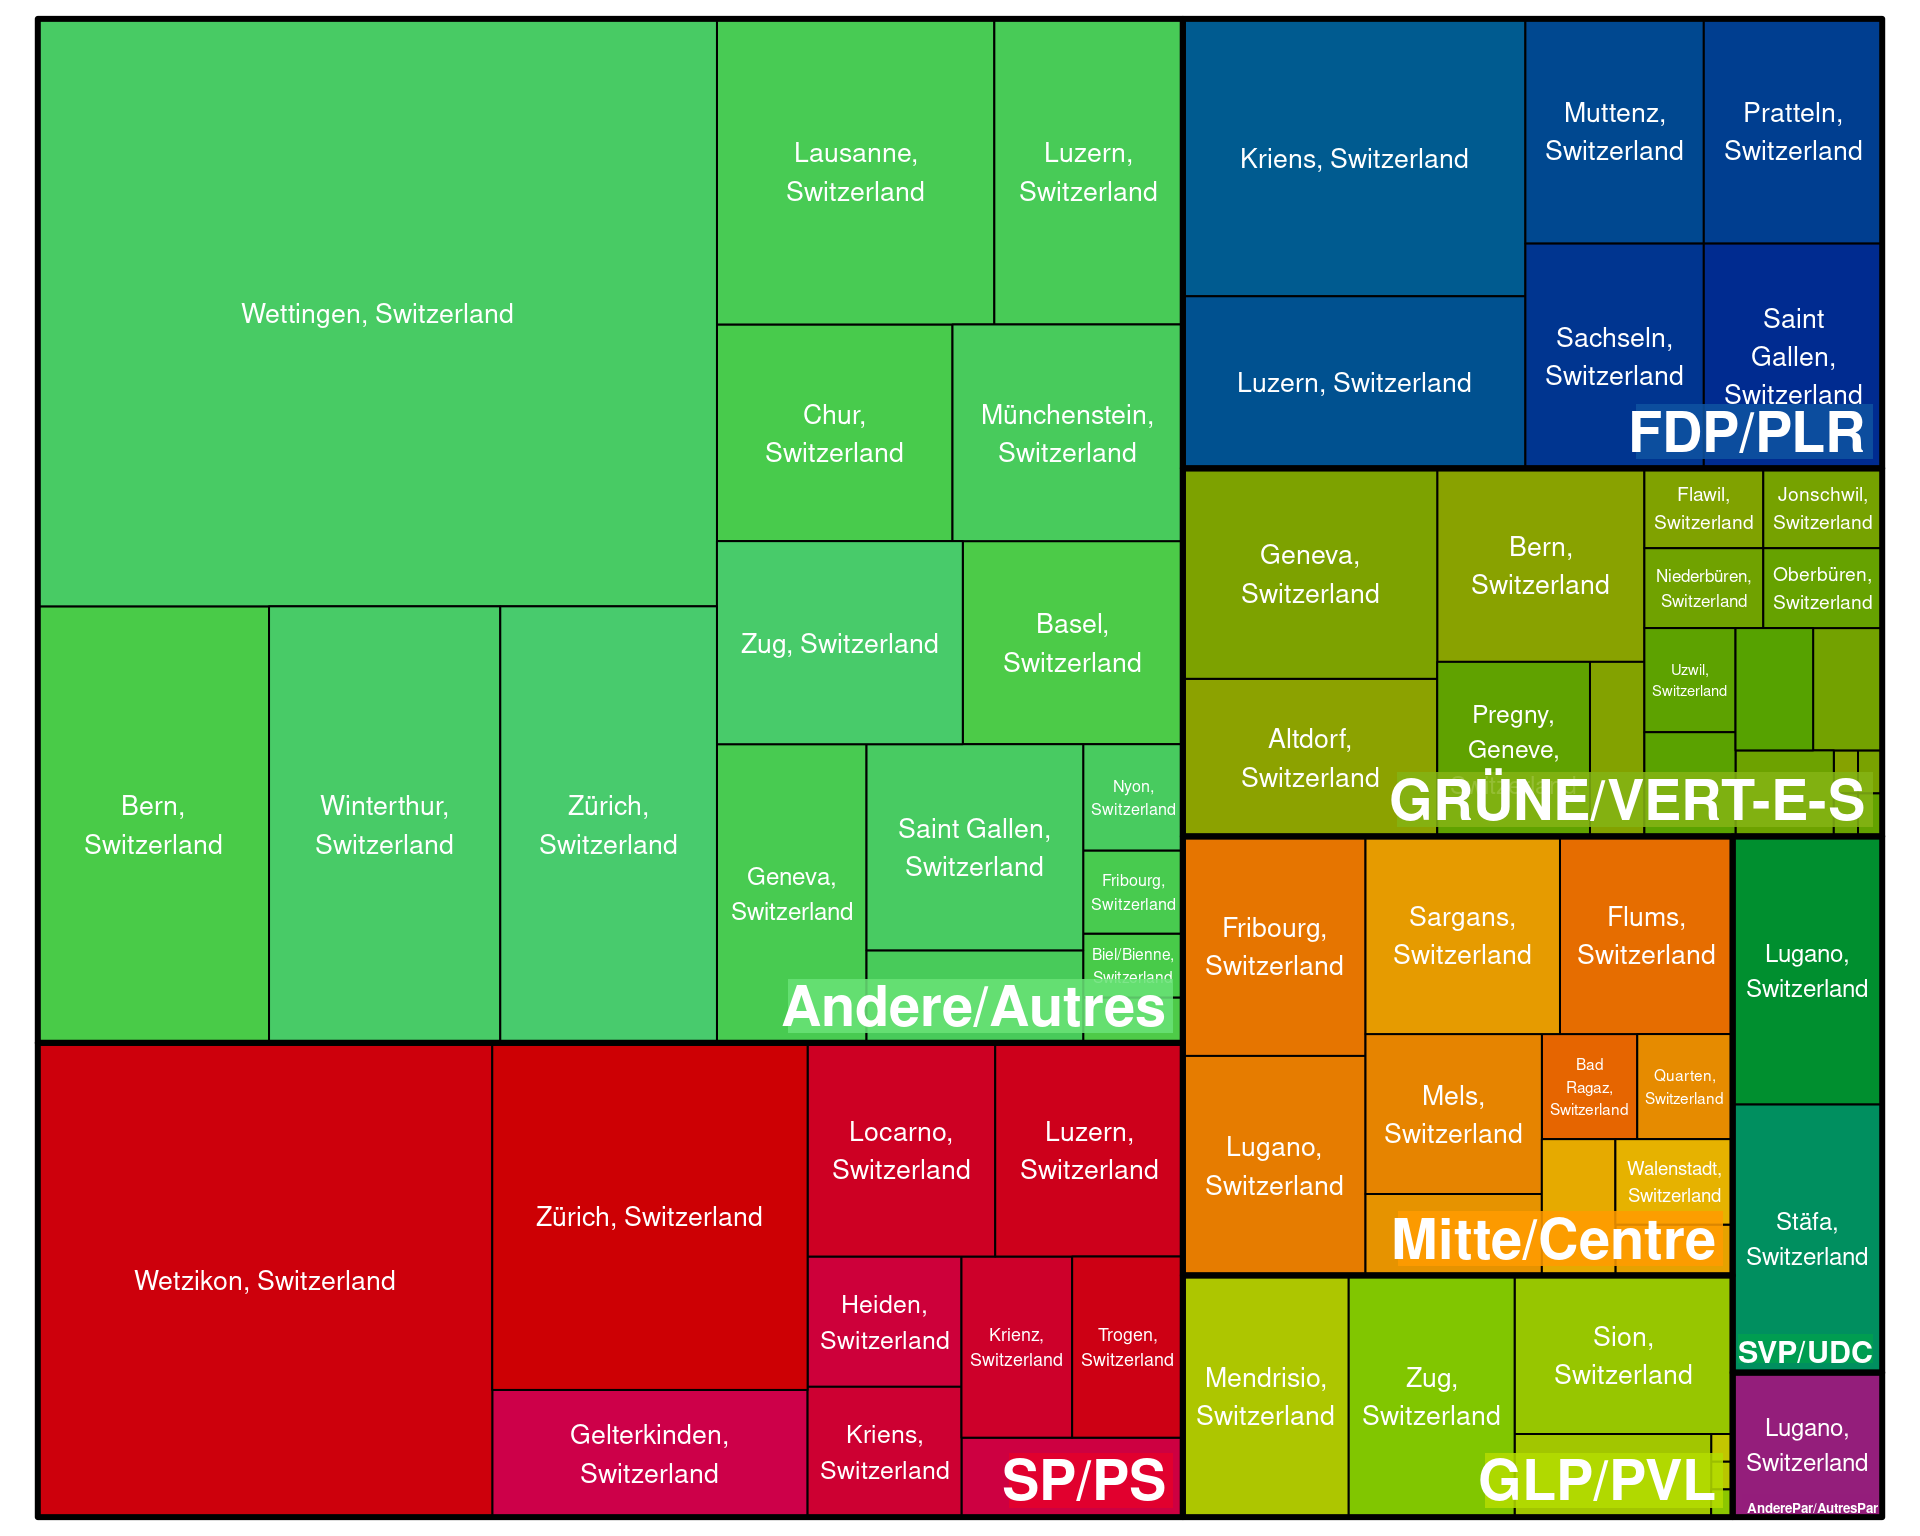 Wettingen, Switzerland
Lausanne,
Switzerland
Luzern,
Switzerland
Chur,
Switzerland
Münchenstein,
Switzerland
Zug, Switzerland
Basel,
Switzerland
Bern,
Switzerland
Winterthur,
Switzerland
Zürich,
Switzerland
Geneva,
Switzerland
Saint Gallen,
Switzerland
Nyon,
Switzerland
Fribourg,
Switzerland
Biel/Bienne,
Switzerland
Andere/Autres
Wetzikon, Switzerland
Zürich, Switzerland
Gelterkinden,
Switzerland
Locarno,
Switzerland
Luzern,
Switzerland
Heiden,
Switzerland
Krienz,
Switzerland
Trogen,
Switzerland
Kriens,
Switzerland
SP/PS
Kriens, Switzerland
Luzern, Switzerland
Muttenz,
Switzerland
Pratteln,
Switzerland
Sachseln,
Switzerland
Saint
Gallen,
Switzerland
FDP/PLR
Geneva,
Switzerland
Altdorf,
Switzerland
Bern,
Switzerland
Pregny,
Geneve,
Flawil,
Switzerland
Jonschwil,
Switzerland
Niederbüren,
Switzerland
Oberbüren,
Switzerland
Uzwil,
Switzerland
GRÜNE/VERT-E-S
Fribourg,
Switzerland
Lugano,
Switzerland
Sargans,
Switzerland
Flums,
Switzerland
Mels,
Switzerland
Bad
Ragaz,
Switzerland
Quarten,
Switzerland
Walenstadt,
Switzerland
Mitte/Centre
Mendrisio,
Switzerland
Zug,
Switzerland
Sion,
Switzerland
GLP/PVL
Lugano,
Switzerland
Stäfa,
Switzerland
SVP/UDC
Lugano,
Switzerland
AnderePar/AutresPar